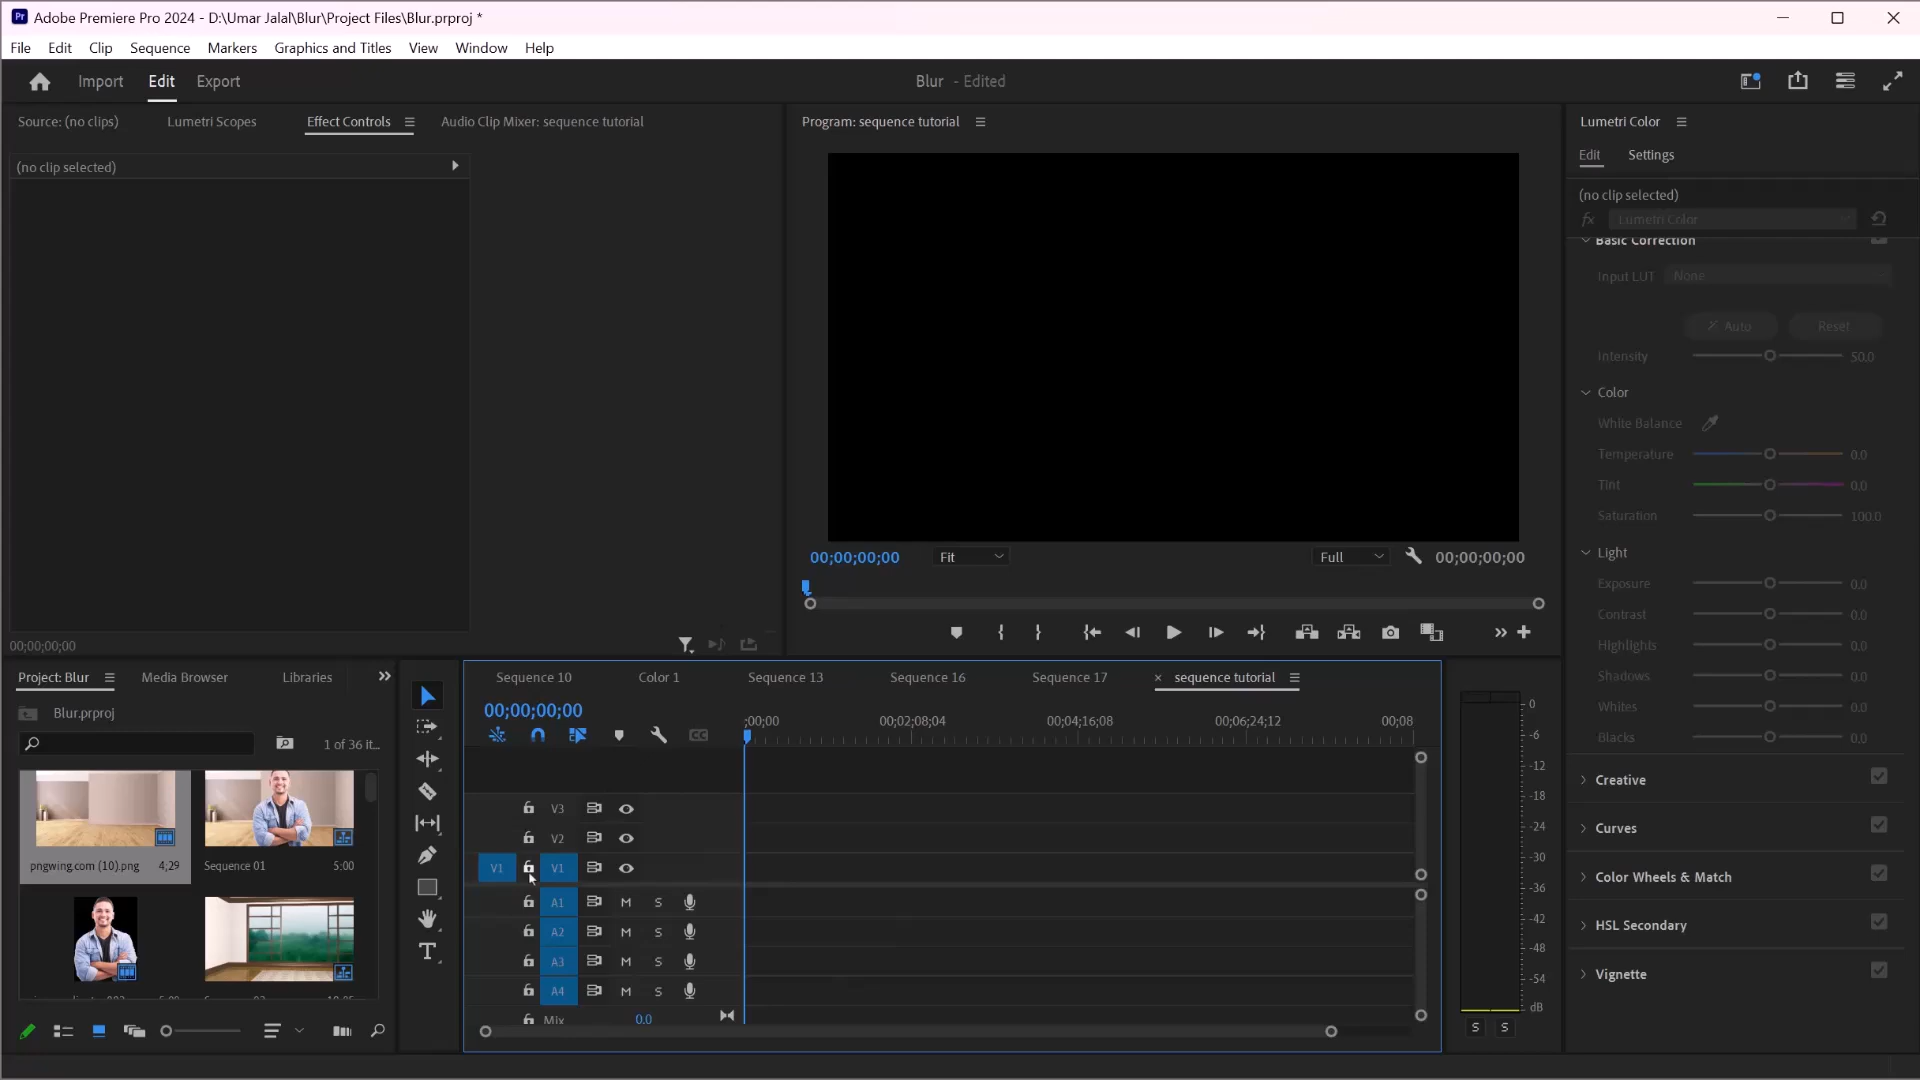 Pr Adobe Premiere Pro 2024 - D:\Umar Jalal\Blur\Project Files\Blur.prproj *
File Edit Clip Sequence Markers Graphics and Titles View Window Help
Import Edit Export
Blur - Edited
Source: (no clips) Lumetri Scopes Effect Controls Audio Clip Mixer: sequence tutorial
(no clip selected)
00;00;00;00
Program: sequence tutorial
00;00;00;00 Fit Full 00;00;00;00
Lumetri Color
Edit Settings
(no clip selected)
fx Lumetri Color
Basic Correction
Input LUT None
Auto Reset
Intensity 50.0
Color
White Balance
Temperature 0.0
Tint 0.0
Saturation 100.0
Light
Exposure 0.0
Contrast 0.0
Highlights 0.0
Shadows 0.0
Whites 0.0
Blacks 0.0
Creative
Curves
Color Wheels & Match
HSL Secondary
Vignette
Project: Blur Media Browser Libraries
Blur.prproj
1 of 36 it...
pngwing.com (10).png 4;29
Sequence 01 5:00
Sequence 10 Color 1 Sequence 13 Sequence 16 Sequence 17 × sequence tutorial
00;00;00;00
;00;00 00;02;08;04 00;04;16;08 00;06;24;12 00;08
V3
V2
V1 V1
A1 M S
A2 M S
A3 M S
A4 M S
Mix 0.0
0
-6
-12
-18
-24
-30
-36
-42
-48
-54
dB
S S